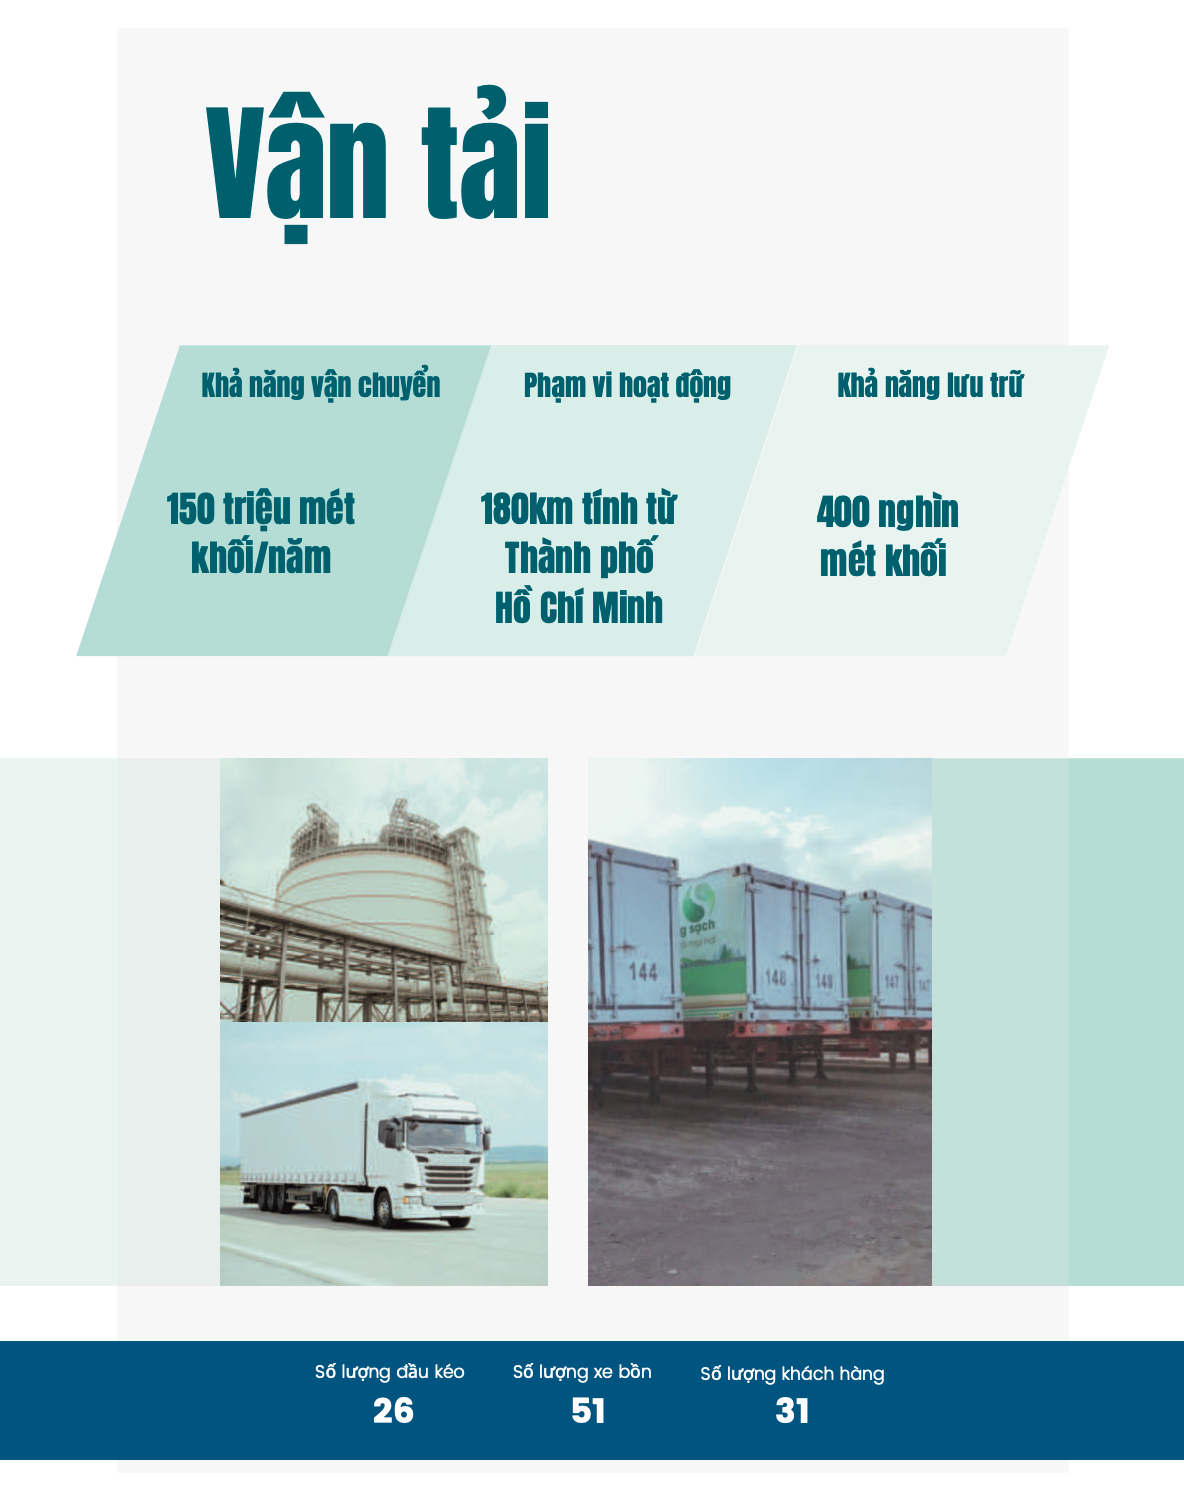 Vận tải
Khả năng vận chuyển
150 triệu mét
khối/năm
Phạm vi hoạt động
180km tính từ
Thành phố
Hồ Chí Minh
Khả năng lưu trữ
400 nghìn
mét khối
g sạch
144
148
148
147
147
Số lượng đầu kéo
26
Số lượng xe bồn
51
Số lượng khách hàng
31